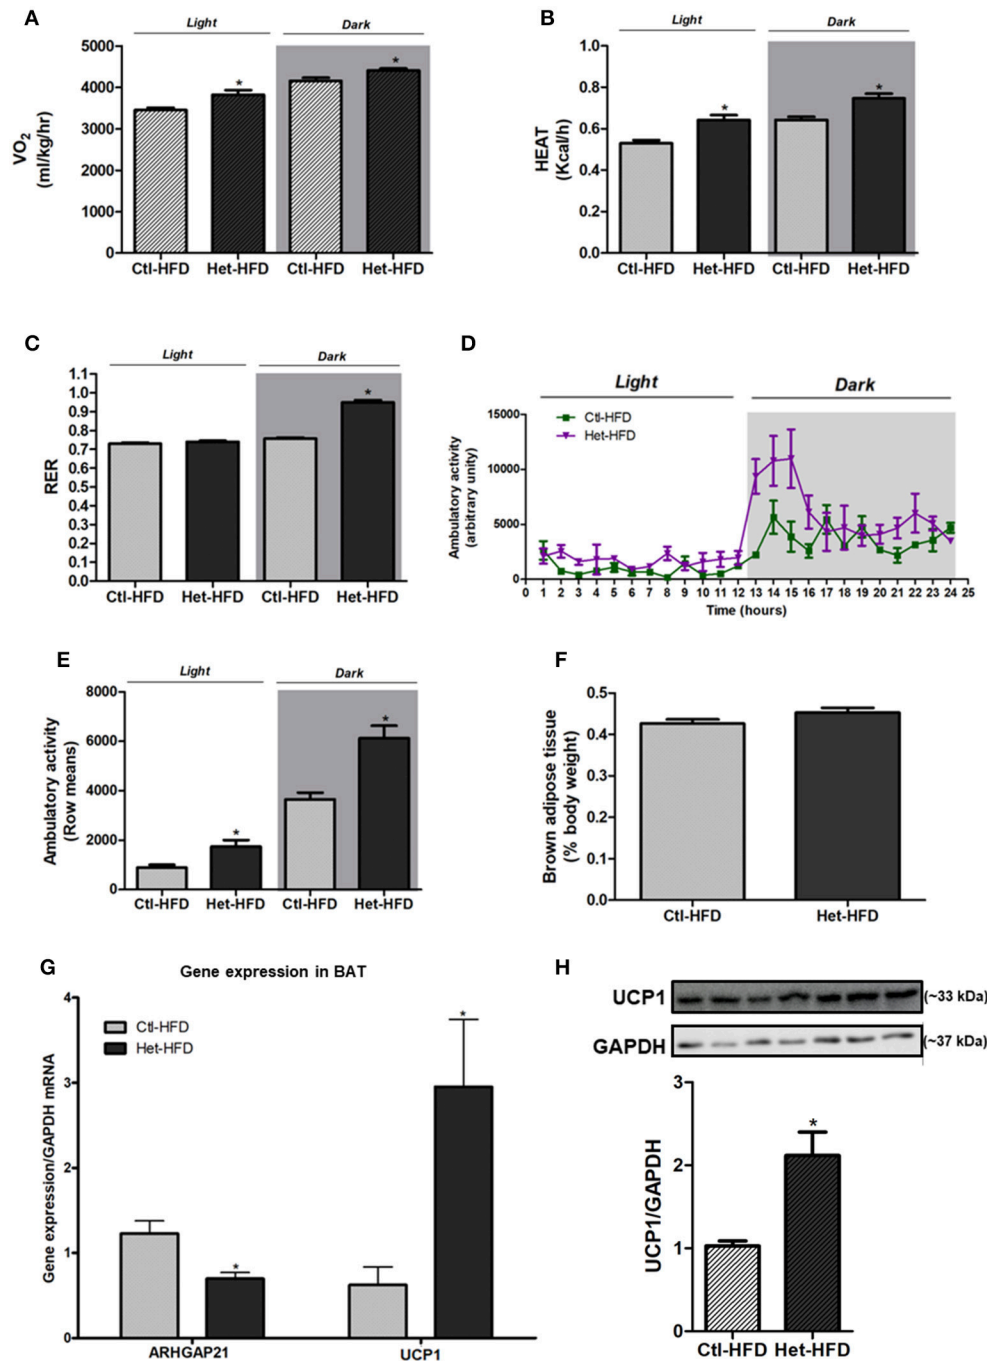 A
Light
Dark
5000
4000
3000
2000
1000
0
VO2
(ml/kg/hr)
*
*
Ctl-HFD
Het-HFD
Ctl-HFD
Het-HFD
B
Light
Dark
1.0
0.8
0.6
0.4
0.2
0.0
HEAT
(Kcal/h)
*
*
Ctl-HFD
Het-HFD
Ctl-HFD
Het-HFD
C
Light
Dark
1.1
1.0
0.9
0.8
0.7
0.6
0.5
0.4
0.3
0.2
0.1
0.0
RER
*
Ctl-HFD
Het-HFD
Ctl-HFD
Het-HFD
D
Light
Dark
15000
10000
5000
0
Ambulatory activity
(arbitrary unity)
Ctl-HFD
Het-HFD
0 1 2 3 4 5 6 7 8 9 10 11 12 13 14 15 16 17 18 19 20 21 22 23 24 25
Time (hours)
E
Light
Dark
8000
6000
4000
2000
0
Ambulatory activity
(Row means)
*
*
Ctl-HFD
Het-HFD
Ctl-HFD
Het-HFD
F
0.5
0.4
0.3
0.2
0.1
0.0
Brown adipose tissue
(% body weight)
Ctl-HFD
Het-HFD
G
Gene expression in BAT
4
3
2
1
0
Gene expression/GAPDH mRNA
Ctl-HFD
Het-HFD
*
*
ARHGAP21
UCP1
H
UCP1
(~33 kDa)
GAPDH
(~37 kDa)
3
2
1
0
UCP1/GAPDH
*
Ctl-HFD
Het-HFD